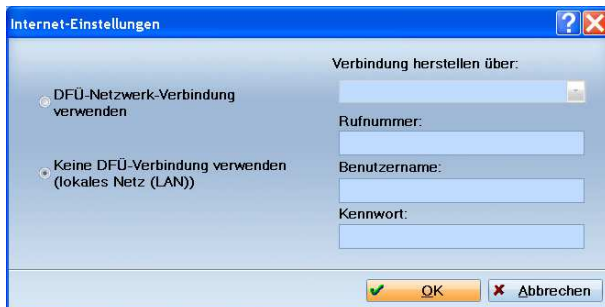 Internet-Einstellungen
DFÜ-Netzwerk-Verbindung
verwenden
Keine DFÜ-Verbindung verwenden
(lokales Netz (LAN))
Verbindung herstellen über:
Rufnummer:
Benutzername:
Kennwort:
OK
Abbrechen